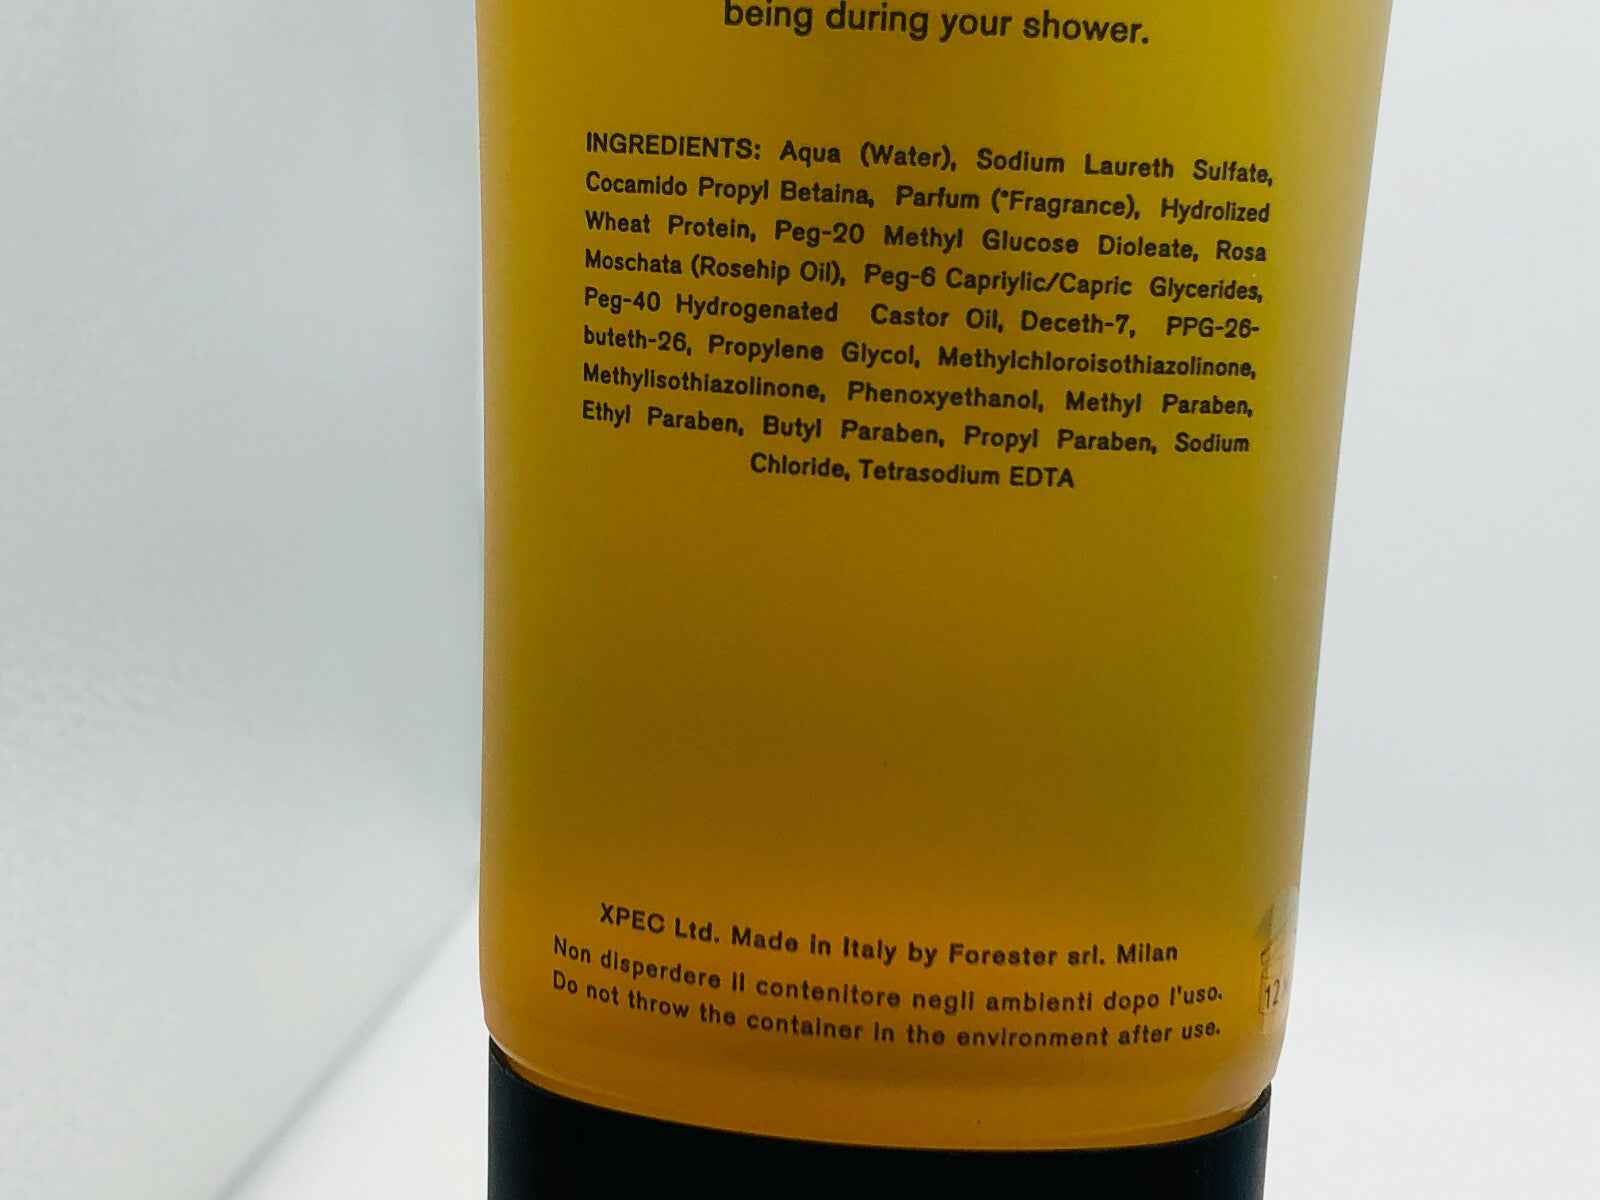 being during your shower.
INGREDIENTS: Aqua (Water), Sodium Laureth Sulfate,
Cocamido Propyl Betaina, Parfum (*Fragrance), Hydrolized
Wheat Protein, Peg-20 Methyl Glucose Dioleate, Rosa
Moschata (Rosehip Oil), Peg-6 Capriylic/Capric Glycerides,
Peg-40 Hydrogenated Castor Oil, Deceth-7, PPG-26-
buteth-26, Propylene Glycol, Methylchloroisothiazolinone,
Methylisothiazolinone, Phenoxyethanol, Methyl Paraben,
Ethyl Paraben, Butyl Paraben, Propyl Paraben, Sodium
Chloride, Tetrasodium EDTA
XPEC Ltd. Made in Italy by Forester srl. Milan
Non disperdere il contenitore negli ambienti dopo l'uso.
Do not throw the container in the environment after use.
12